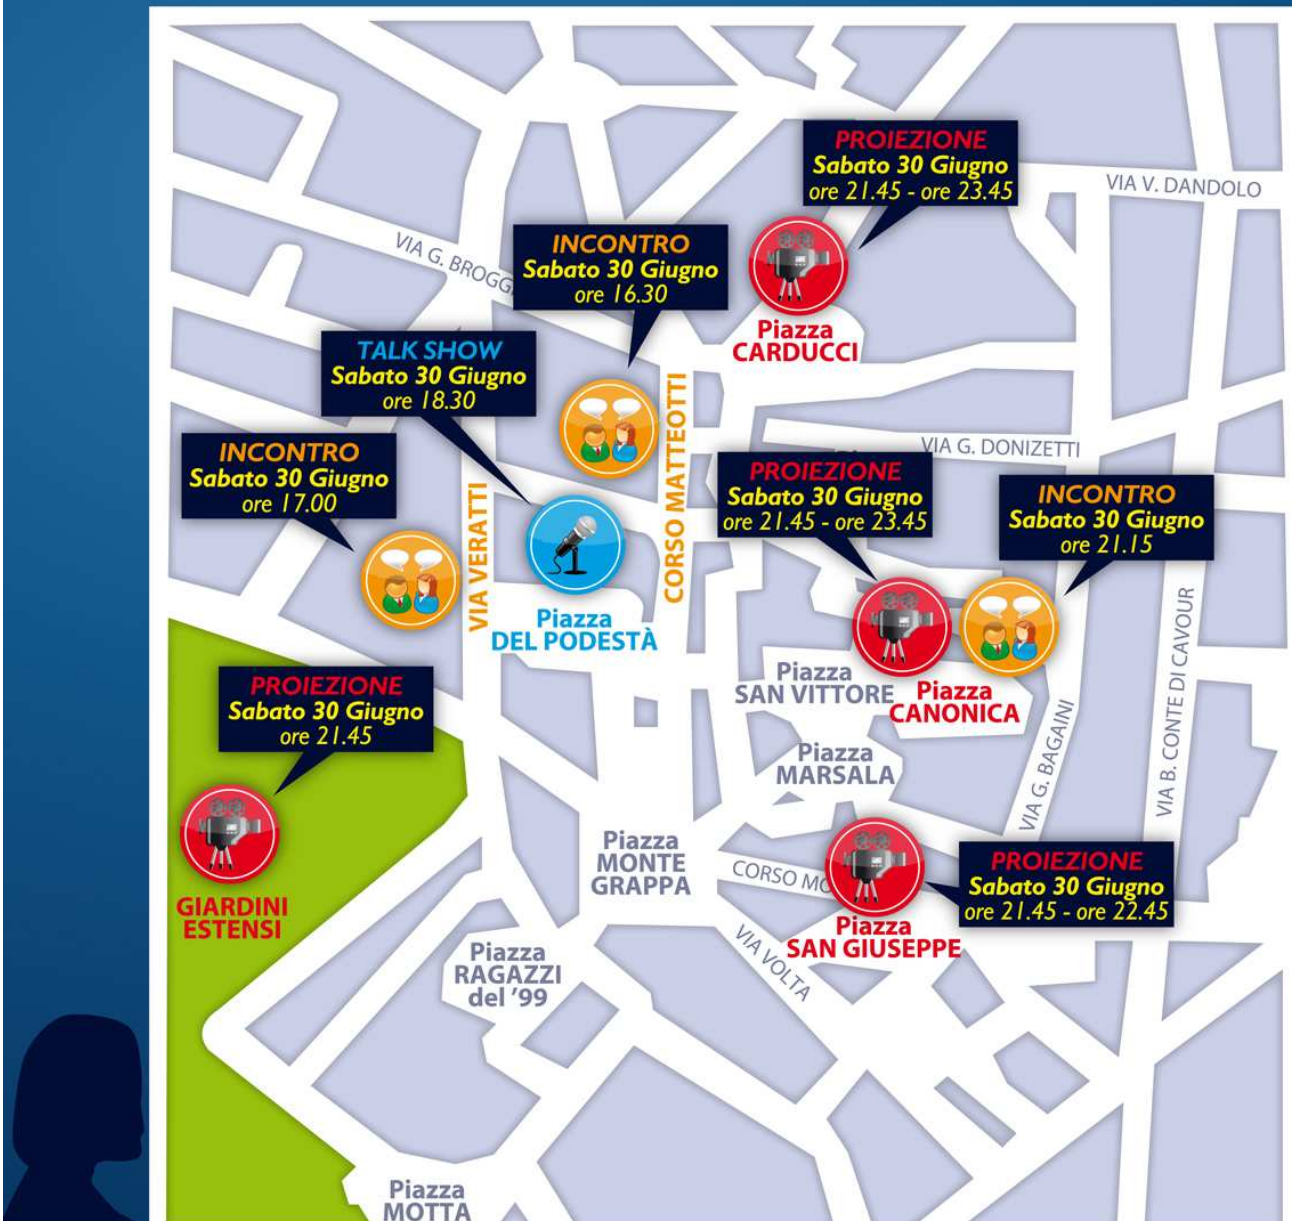 PROIEZIONE
Sabato 30 Giugno
ore 21.45 - ore 23.45
VIA V. DANDOLO
VIA G. BROGGI
INCONTRO
Sabato 30 Giugno
ore 16.30
Piazza
CARDUCCI
TALK SHOW
Sabato 30 Giugno
ore 18.30
CORSO MATTEOTTI
INCONTRO
Sabato 30 Giugno
ore 17.00
VIA G. DONIZETTI
PROIEZIONE
Sabato 30 Giugno
ore 21.45 - ore 23.45
INCONTRO
Sabato 30 Giugno
ore 21.15
VIA VERATTI
Piazza
DEL PODESTÀ
VIA B. CONTE DI CAVOUR
Piazza
SAN VITTORE
Piazza
CANONICA
PROIEZIONE
Sabato 30 Giugno
ore 21.45
VIA G. BAGAINI
Piazza
MARSALA
Piazza
MONTE
GRAPPA
CORSO MO
PROIEZIONE
Sabato 30 Giugno
ore 21.45 - ore 22.45
GIARDINI
ESTENSI
Piazza
SAN GIUSEPPE
Piazza
RAGAZZI
del '99
VIA VOLTA
Piazza
MOTTA